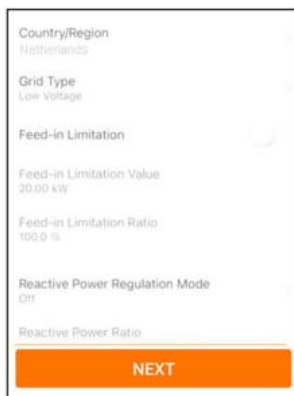 Country/Region
Netherlands
Grid Type
Low Voltage
Feed-in Limitation
Feed-in Limitation Value
20.00 kW
Feed-in Limitation Ratio
100.0 %
Reactive Power Regulation Mode
Off
Reactive Power Ratio
NEXT